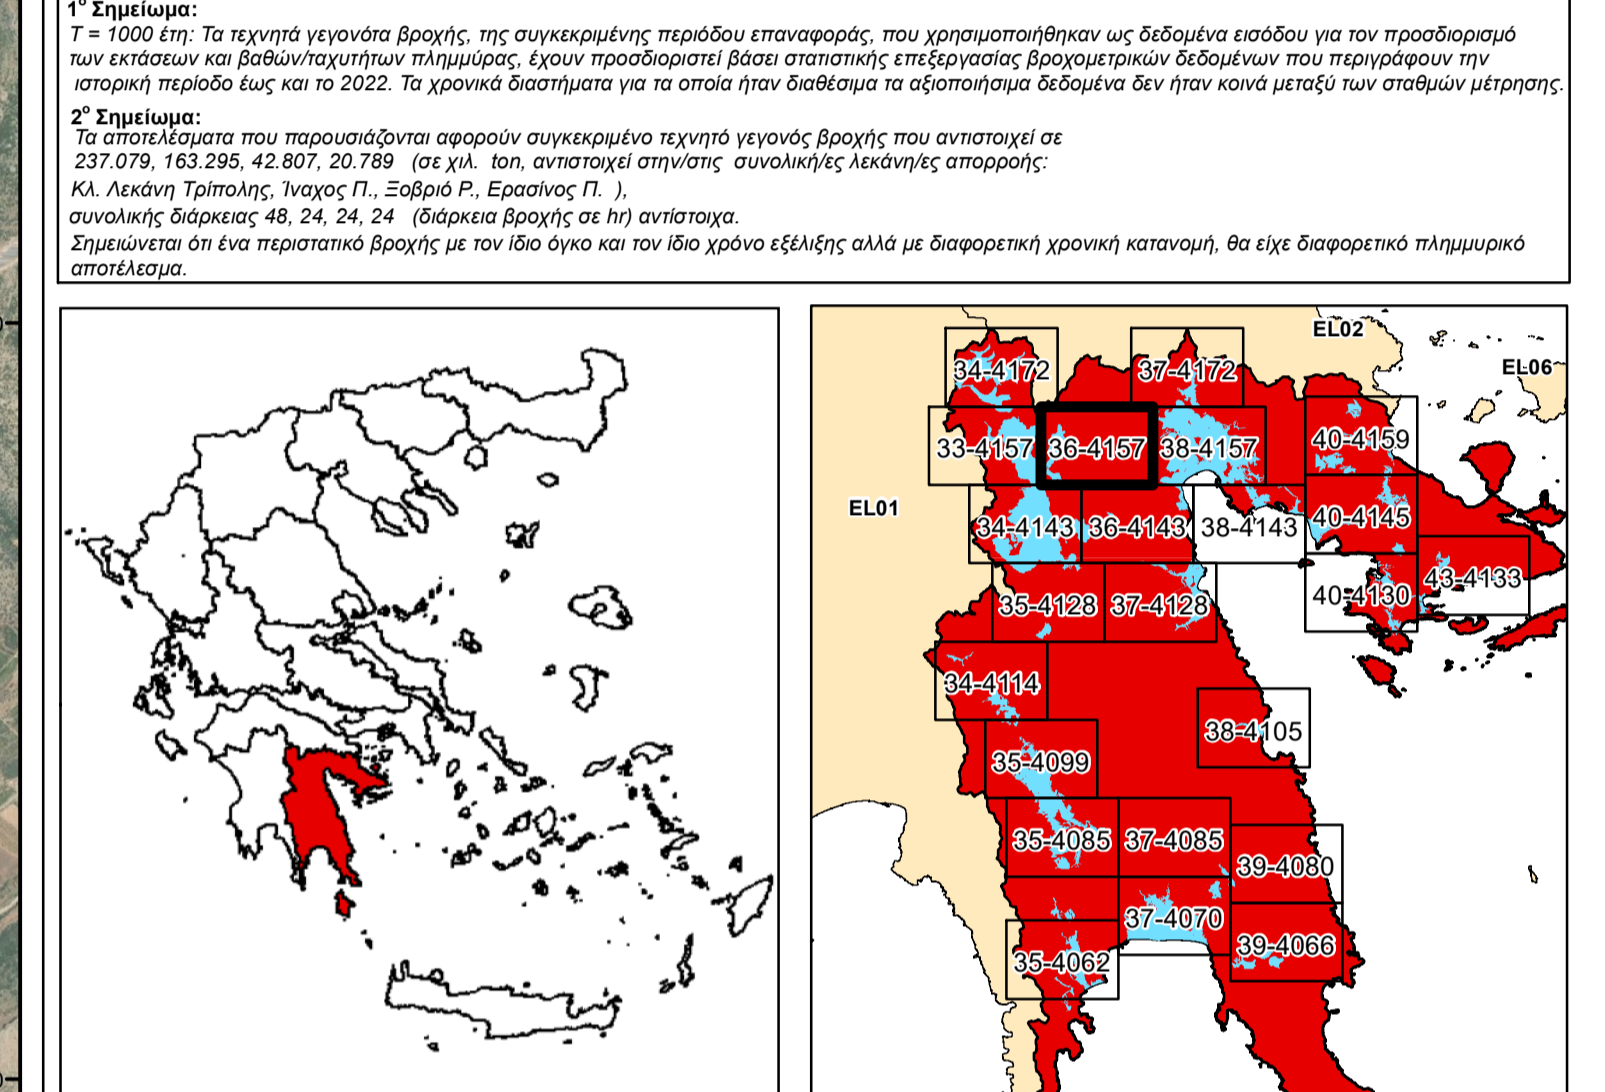 1ο Σημείωμα:
T = 1000 έτη: Τα τεχνητά γεγονότα βροχής, της συγκεκριμένης περιόδου επαναφοράς, που χρησιμοποιήθηκαν ως δεδομένα εισόδου για τον προσδιορισμό
των εκτάσεων και βαθών/ταχυτήτων πλημμύρας, έχουν προσδιοριστεί βάσει στατιστικής επεξεργασίας βροχομετρικών δεδομένων που περιγράφουν την
ιστορική περίοδο έως και το 2022. Τα χρονικά διαστήματα για τα οποία ήταν διαθέσιμα τα αξιοποιήσιμα δεδομένα δεν ήταν κοινά μεταξύ των σταθμών μέτρησης.
2ο Σημείωμα:
Τα αποτελέσματα που παρουσιάζονται αφορούν συγκεκριμένο τεχνητό γεγονός βροχής που αντιστοιχεί σε
237.079, 163.295, 42.807, 20.789 (σε χιλ. ton, αντιστοιχεί στην/στις συνολική/ες λεκάνη/ες απορροής:
Κλ. Λεκάνη Τρίπολης, Ίναχος Π., Ξοβριό Ρ., Ερασίνος Π. ),
συνολικής διάρκειας 48, 24, 24, 24 (διάρκεια βροχής σε hr) αντίστοιχα.
Σημειώνεται ότι ένα περιστατικό βροχής με τον ίδιο όγκο και τον ίδιο χρόνο εξέλιξης αλλά με διαφορετική χρονική κατανομή, θα είχε διαφορετικό πλημμυρικό
αποτέλεσμα.
EL02
EL06
34-4172
37-4172
33-4157
36-4157
38-4157
40-4159
EL01
34-4143
36-4143
38-4143
40-4145
35-4128
37-4128
40-4130
43-4133
34-4114
38-4105
35-4099
35-4085
37-4085
39-4080
37-4070
39-4066
35-4062